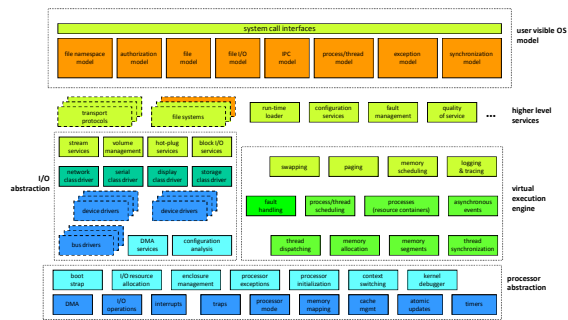 system call interfaces
user visible OS
model
file namespace
model
authorization
model
file
model
file I/O
model
IPC
model
process/thread
model
exception
model
synchronization
model
transport
protocols
file systems
run-time
loader
configuration
services
fault
management
quality
of service
...
higher level
services
stream
services
volume
management
hot-plug
services
block I/O
services
network
class driver
serial
class driver
display
class driver
storage
class driver
I/O
abstraction
device drivers
device drivers
bus drivers
DMA
services
configuration
analysis
swapping
paging
memory
scheduling
logging
& tracing
fault
handling
process/thread
scheduling
processes
(resource containers)
asynchronous
events
thread
dispatching
memory
allocation
memory
segments
thread
synchronization
virtual
execution
engine
boot
strap
I/O resource
allocation
enclosure
management
processor
exceptions
processor
initialization
context
switching
kernel
debugger
processor
abstraction
DMA
I/O
operations
interrupts
traps
processor
mode
memory
mapping
cache
mgmt
atomic
updates
timers